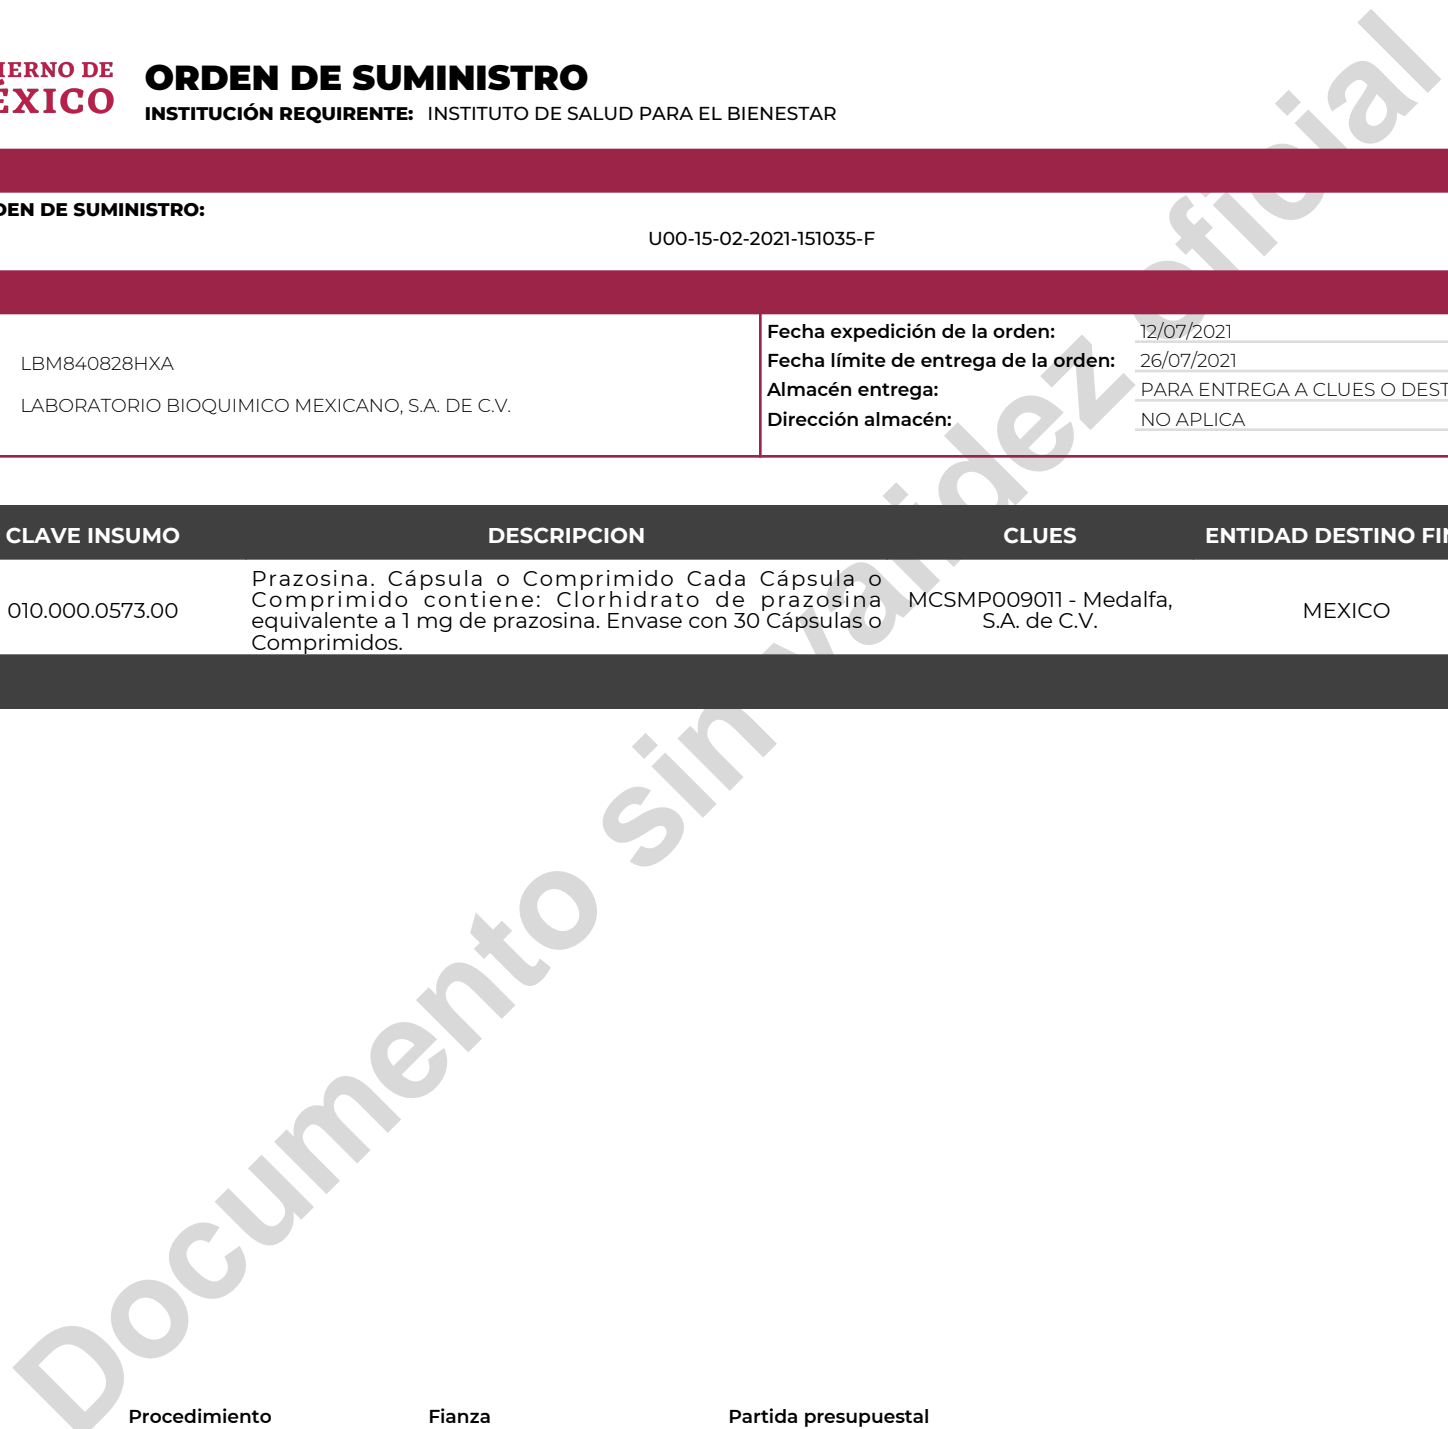 IERNO DE
ÉXICO
ORDEN DE SUMINISTRO
INSTITUCIÓN REQUIRENTE: INSTITUTO DE SALUD PARA EL BIENESTAR
DEN DE SUMINISTRO:
U00-15-02-2021-151035-F
LBM840828HXA
LABORATORIO BIOQUIMICO MEXICANO, S.A. DE C.V.
Fecha expedición de la orden: 12/07/2021
Fecha límite de entrega de la orden: 26/07/2021
Almacén entrega: PARA ENTREGA A CLUES O DEST
Dirección almacén: NO APLICA
CLAVE INSUMO DESCRIPCION CLUES ENTIDAD DESTINO FIN
010.000.0573.00
Prazosina. Cápsula o Comprimido Cada Cápsula o
Comprimido contiene: Clorhidrato de prazosina
equivalente a 1 mg de prazosina. Envase con 30 Cápsulas o
Comprimidos.
MCSMP009011 - Medalfa,
S.A. de C.V.
MEXICO
Documento sin validez oficial
Procedimiento Fianza Partida presupuestal